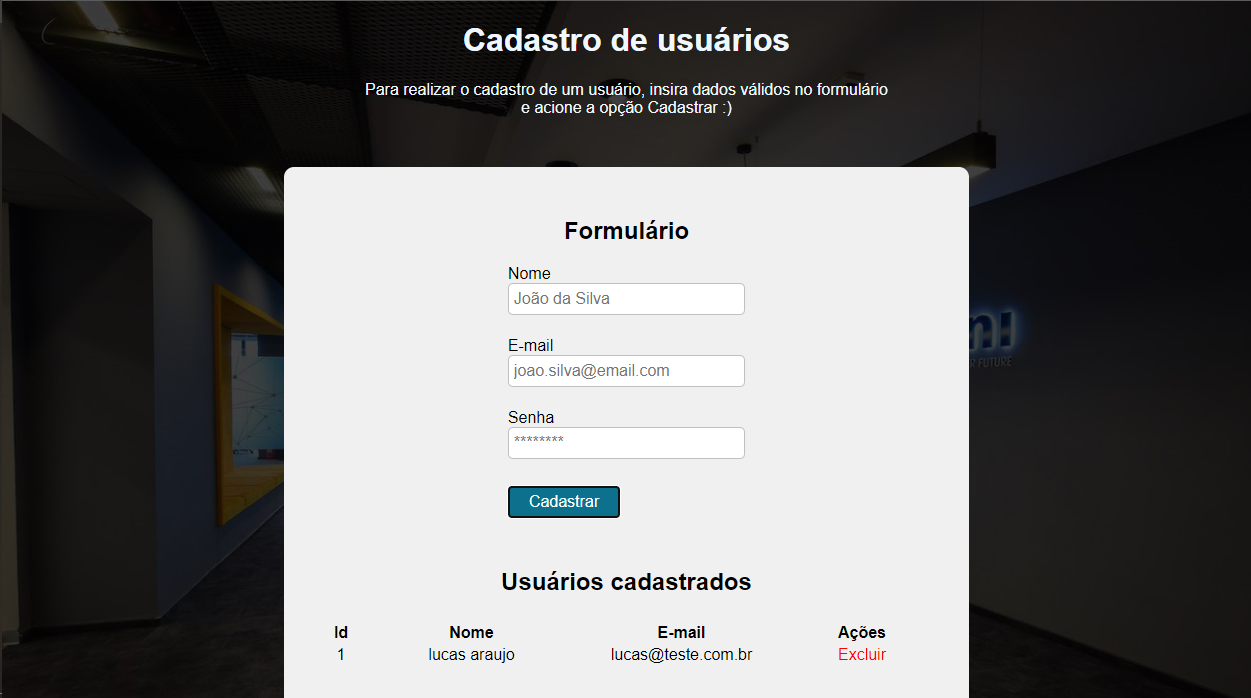 Cadastro de usuários
Para realizar o cadastro de um usuário, insira dados válidos no formulário
e acione a opção Cadastrar :)
Formulário
Nome
João da Silva
E-mail
joao.silva@email.com
Senha
********
Cadastrar
Usuários cadastrados
Id Nome E-mail Ações
1 lucas araujo lucas@teste.com.br Excluir
FUTURE